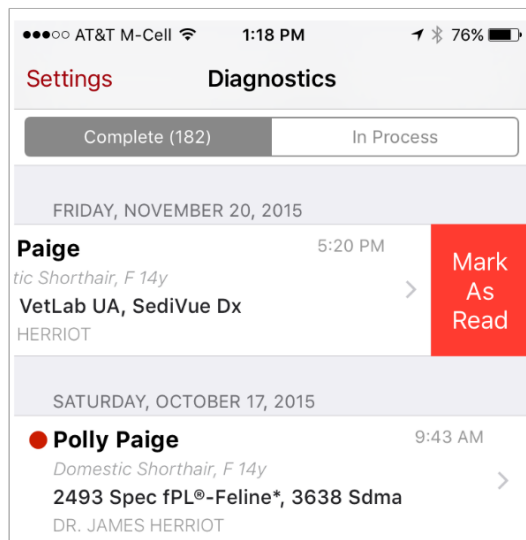 AT&T M-Cell 1:18 PM 76%
Settings Diagnostics
Complete (182) In Process
FRIDAY, NOVEMBER 20, 2015
Paige 5:20 PM
tic Shorthair, F 14y
VetLab UA, SediVue Dx
HERRIOT
Mark
As
Read
SATURDAY, OCTOBER 17, 2015
Polly Paige 9:43 AM
Domestic Shorthair, F 14y
2493 Spec fPL®-Feline*, 3638 Sdma
DR. JAMES HERRIOT